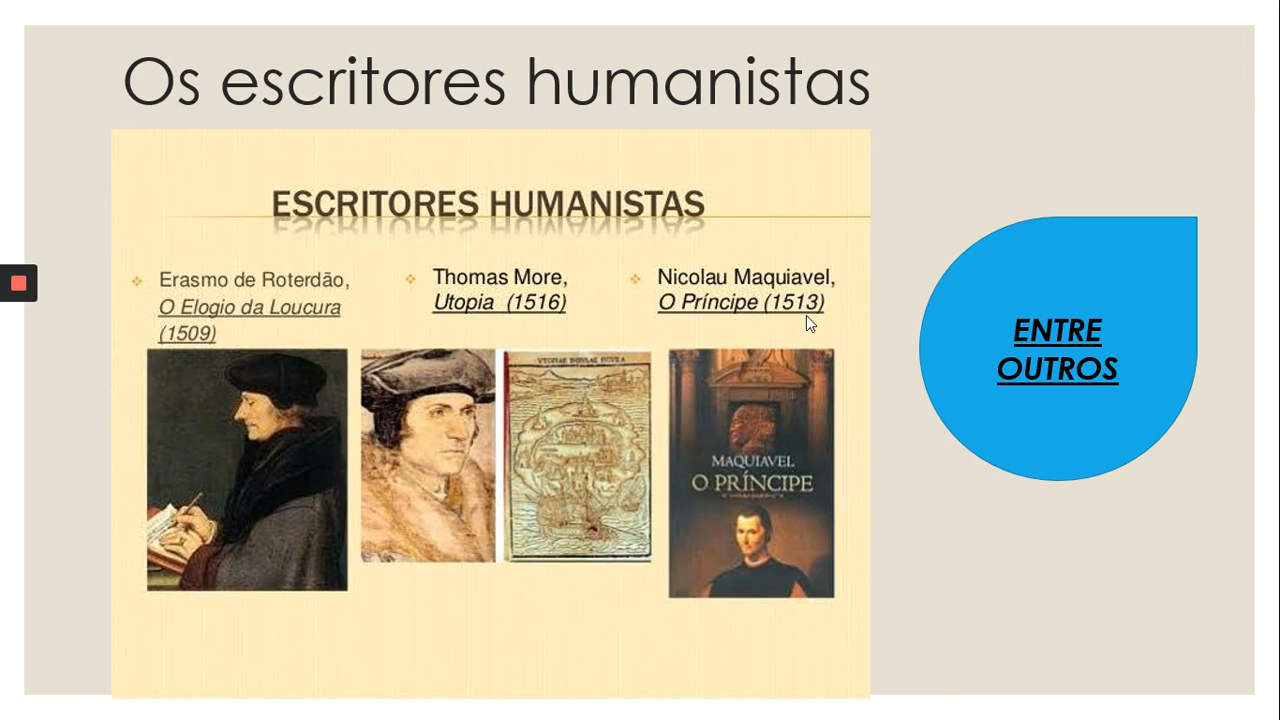 Os escritores humanistas
ESCRITORES HUMANISTAS
Erasmo de Roterdão,
O Elogio da Loucura
(1509)
Thomas More,
Utopia (1516)
Nicolau Maquiavel,
O Príncipe (1513)
MAQUIAVEL
O PRÍNCIPE
ENTRE
OUTROS